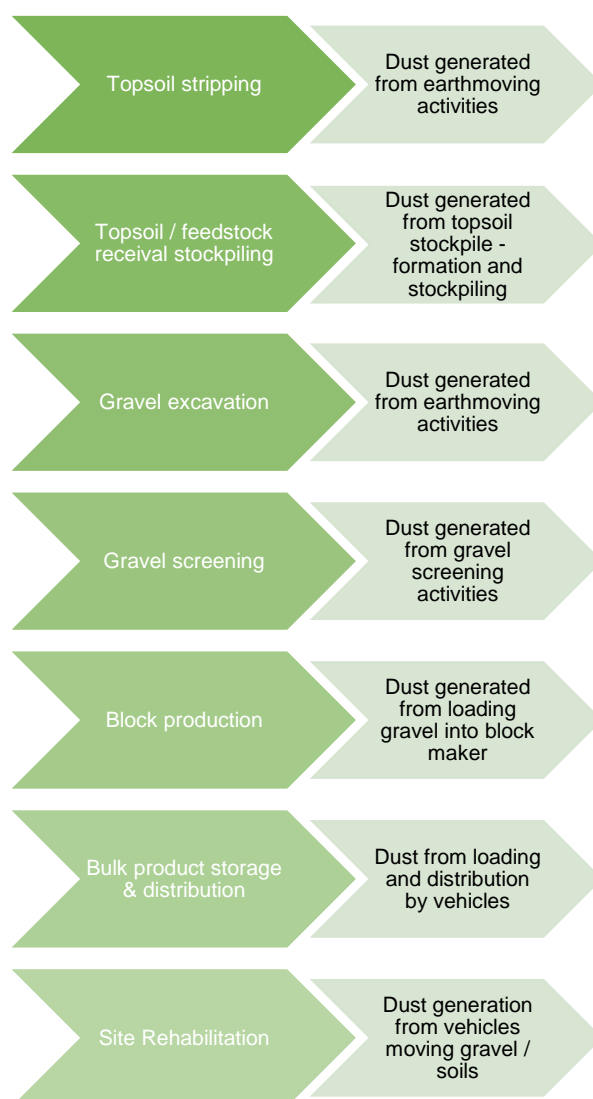 Topsoil stripping
Dust generated
from earthmoving
activities
Topsoil / feedstock
receival stockpiling
Dust generated
from topsoil
stockpile -
formation and
stockpiling
Gravel excavation
Dust generated
from earthmoving
activities
Gravel screening
Dust generated
from gravel
screening
activities
Block production
Dust generated
from loading
gravel into block
maker
Bulk product storage
& distribution
Dust from loading
and distribution
by vehicles
Site Rehabilitation
Dust generation
from vehicles
moving gravel /
soils